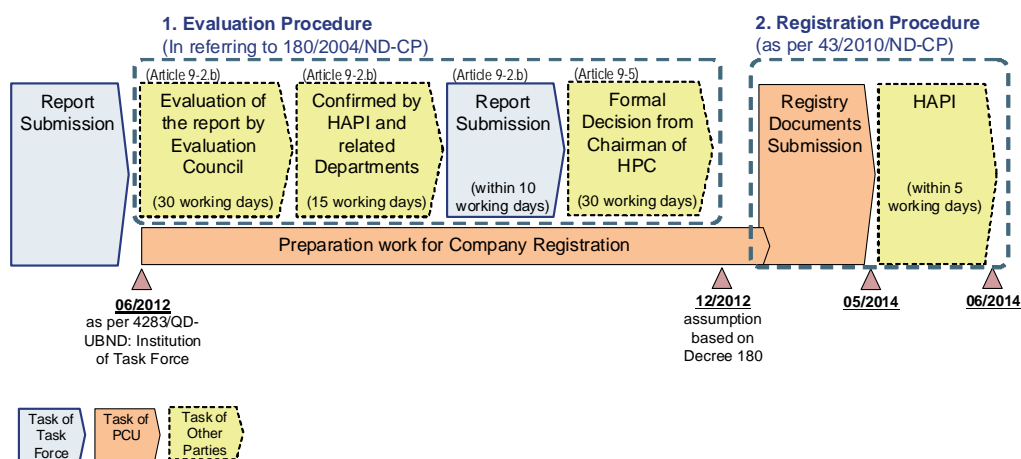 1. Evaluation Procedure
(In referring to 180/2004/ND-CP)
2. Registration Procedure
(as per 43/2010/ND-CP)
Report
Submission
(Article 9-2.b)
Evaluation of
the report by
Evaluation
Council
(30 working days)
(Article 9-2.b)
Confirmed by
HAPI and
related
Departments
(15 working days)
(Article 9-2.b)
Report
Submission
(within 10
working days)
(Article 9-5)
Formal
Decision from
Chairman of
HPC
(30 working days)
Registry
Documents
Submission
HAPI
(within 5
working days)
Preparation work for Company Registration
06/2012
as per 4283/QD-
UBND: Institution
of Task Force
12/2012
assumption
based on
Decree 180
05/2014
06/2014
Task of
Task
Force
Task of
PCU
Task of
Other
Parties